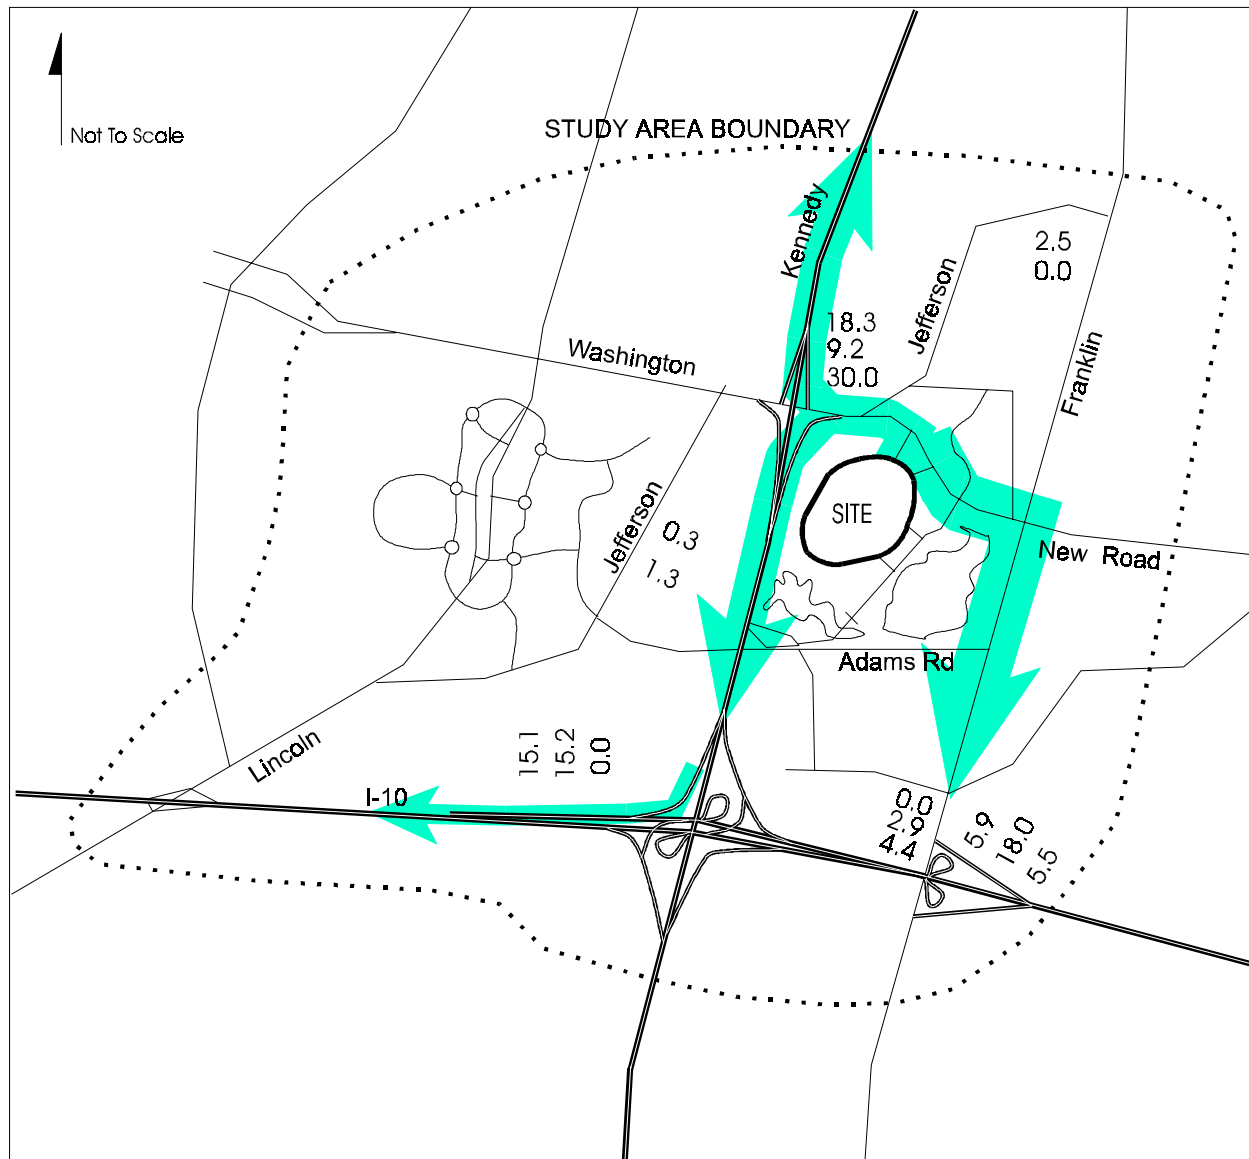 STUDY AREA BOUNDARY
Not To Scale
Kennedy
2.5
0.0
Jefferson
18.3
9.2
30.0
Washington
Franklin
SITE
Jefferson
0.3
1.3
New Road
Adams Rd
15.1
15.2
0.0
Lincoln
I-10
0.0
2.9
4.4
5.9
18.0
5.5